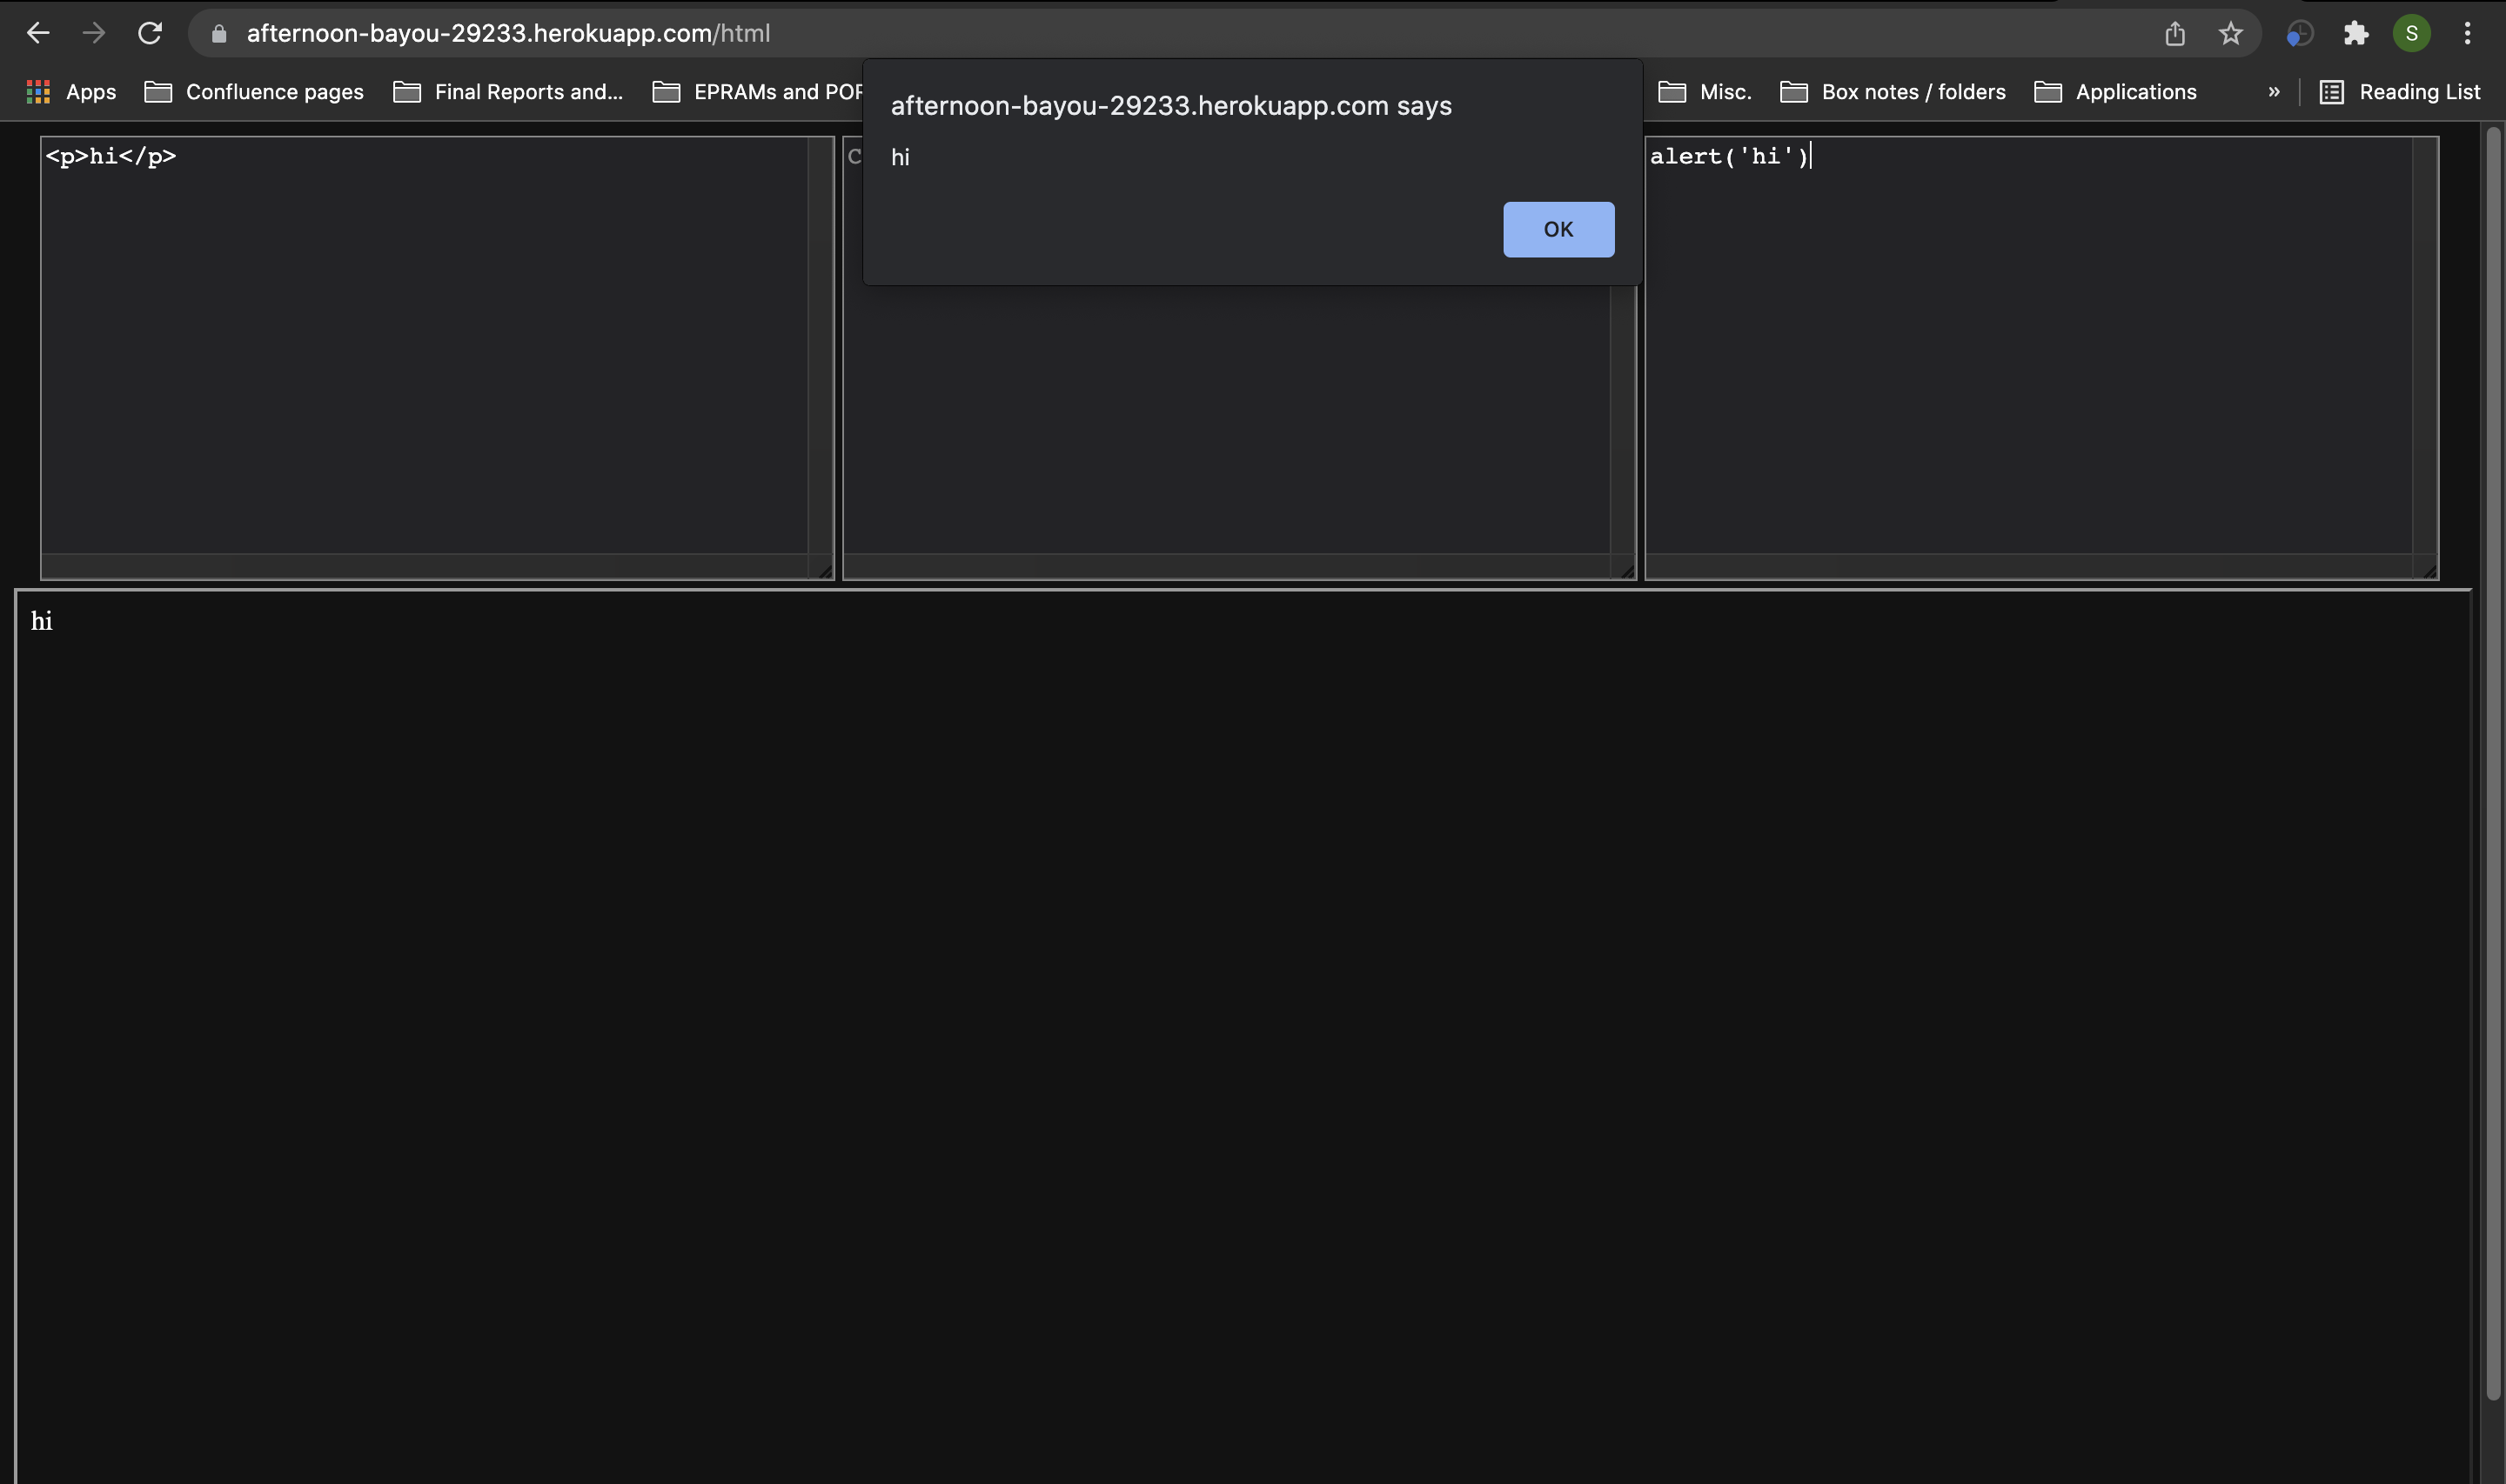 afternoon-bayou-29233.herokuapp.com/html
S
Apps Confluence pages Final Reports and... EPRAMs and POR Misc. Box notes / folders Applications » Reading List
afternoon-bayou-29233.herokuapp.com says
hi
OK
<p>hi</p>
C
alert('hi')
hi